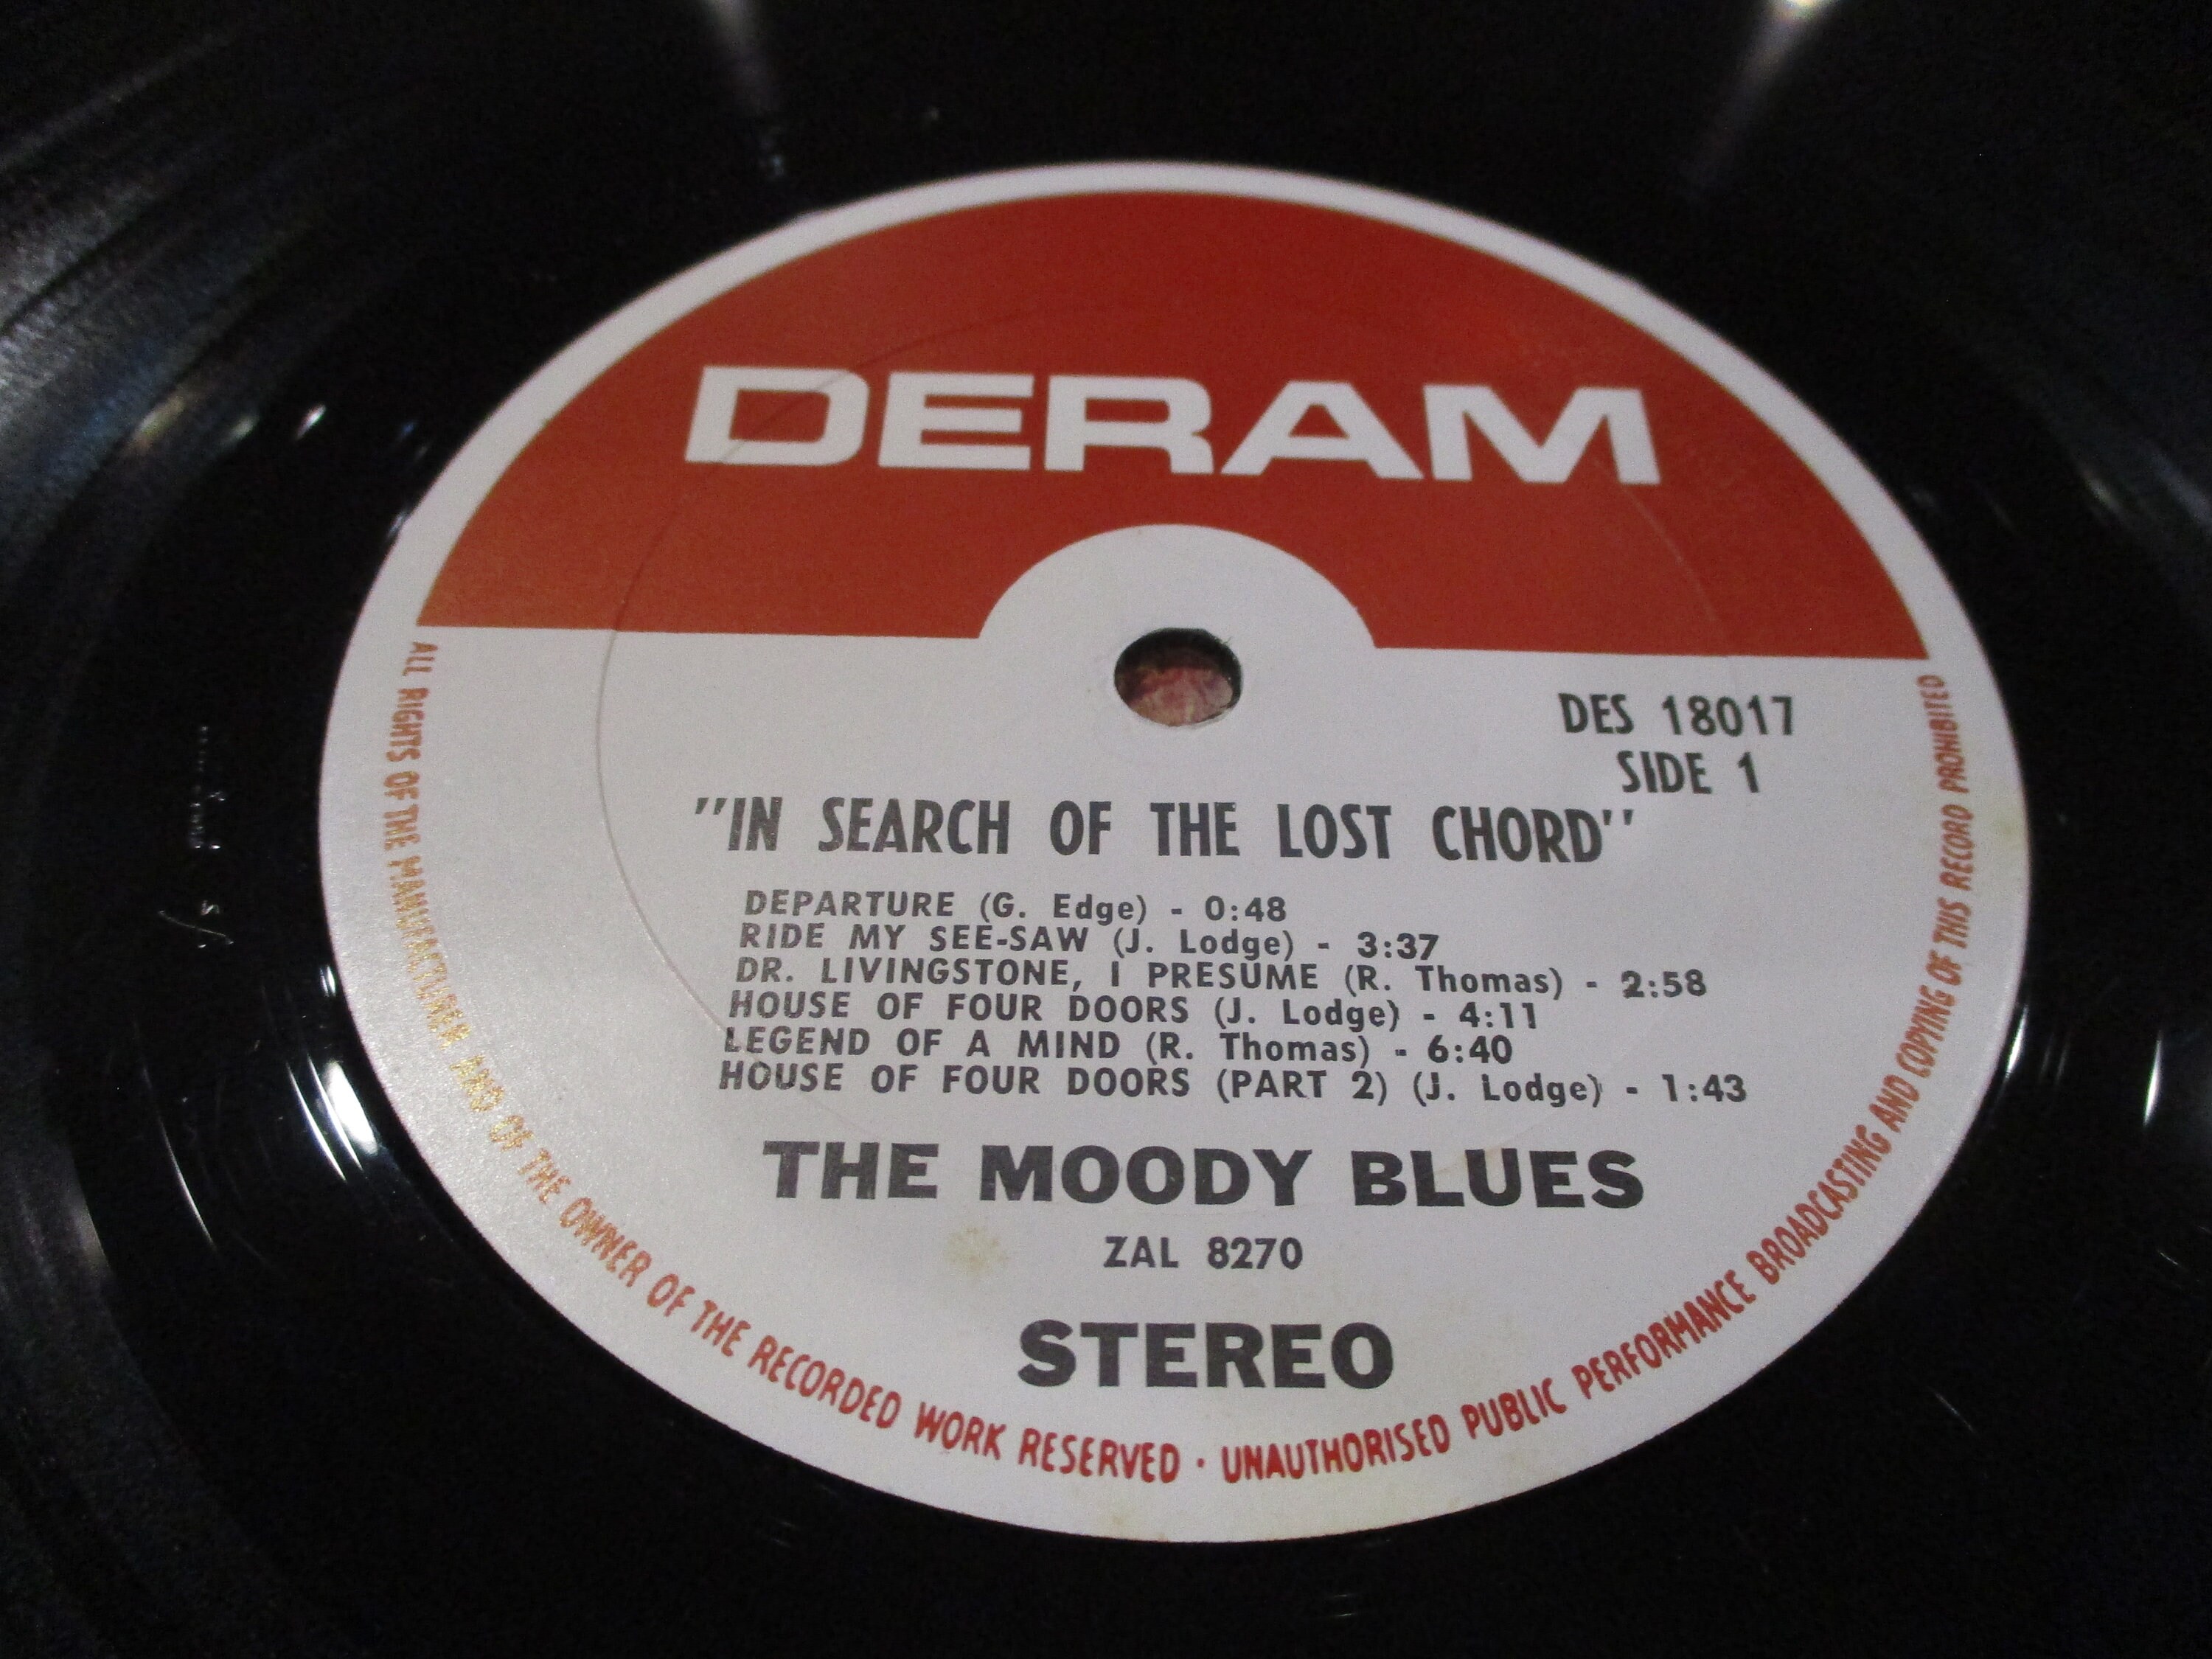 DERAM
DES 18017
SIDE 1
"IN SEARCH OF THE LOST CHORD"
DEPARTURE (G. Edge) - 0:48
RIDE MY SEE-SAW (J. Lodge) - 3:37
DR. LIVINGSTONE, I PRESUME (R. Thomas) - 2:58
HOUSE OF FOUR DOORS (J. Lodge) - 4:11
LEGEND OF A MIND (R. Thomas) - 6:40
HOUSE OF FOUR DOORS (PART 2) (J. Lodge) - 1:43
THE MOODY BLUES
ZAL 8270
STEREO
ALL RIGHTS OF THE MANUFACTURER AND OF THE OWNER OF THE RECORDED WORK RESERVED · UNAUTHORISED PUBLIC PERFORMANCE BROADCASTING AND COPYING OF THIS RECORD PROHIBITED